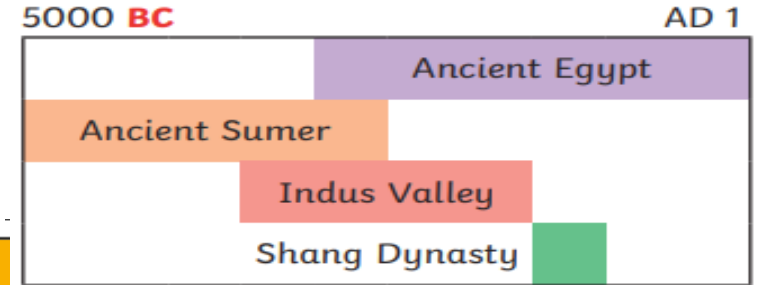 5000 BC AD 1
Ancient Egypt
Ancient Sumer
Indus Valley
Shang Dynasty